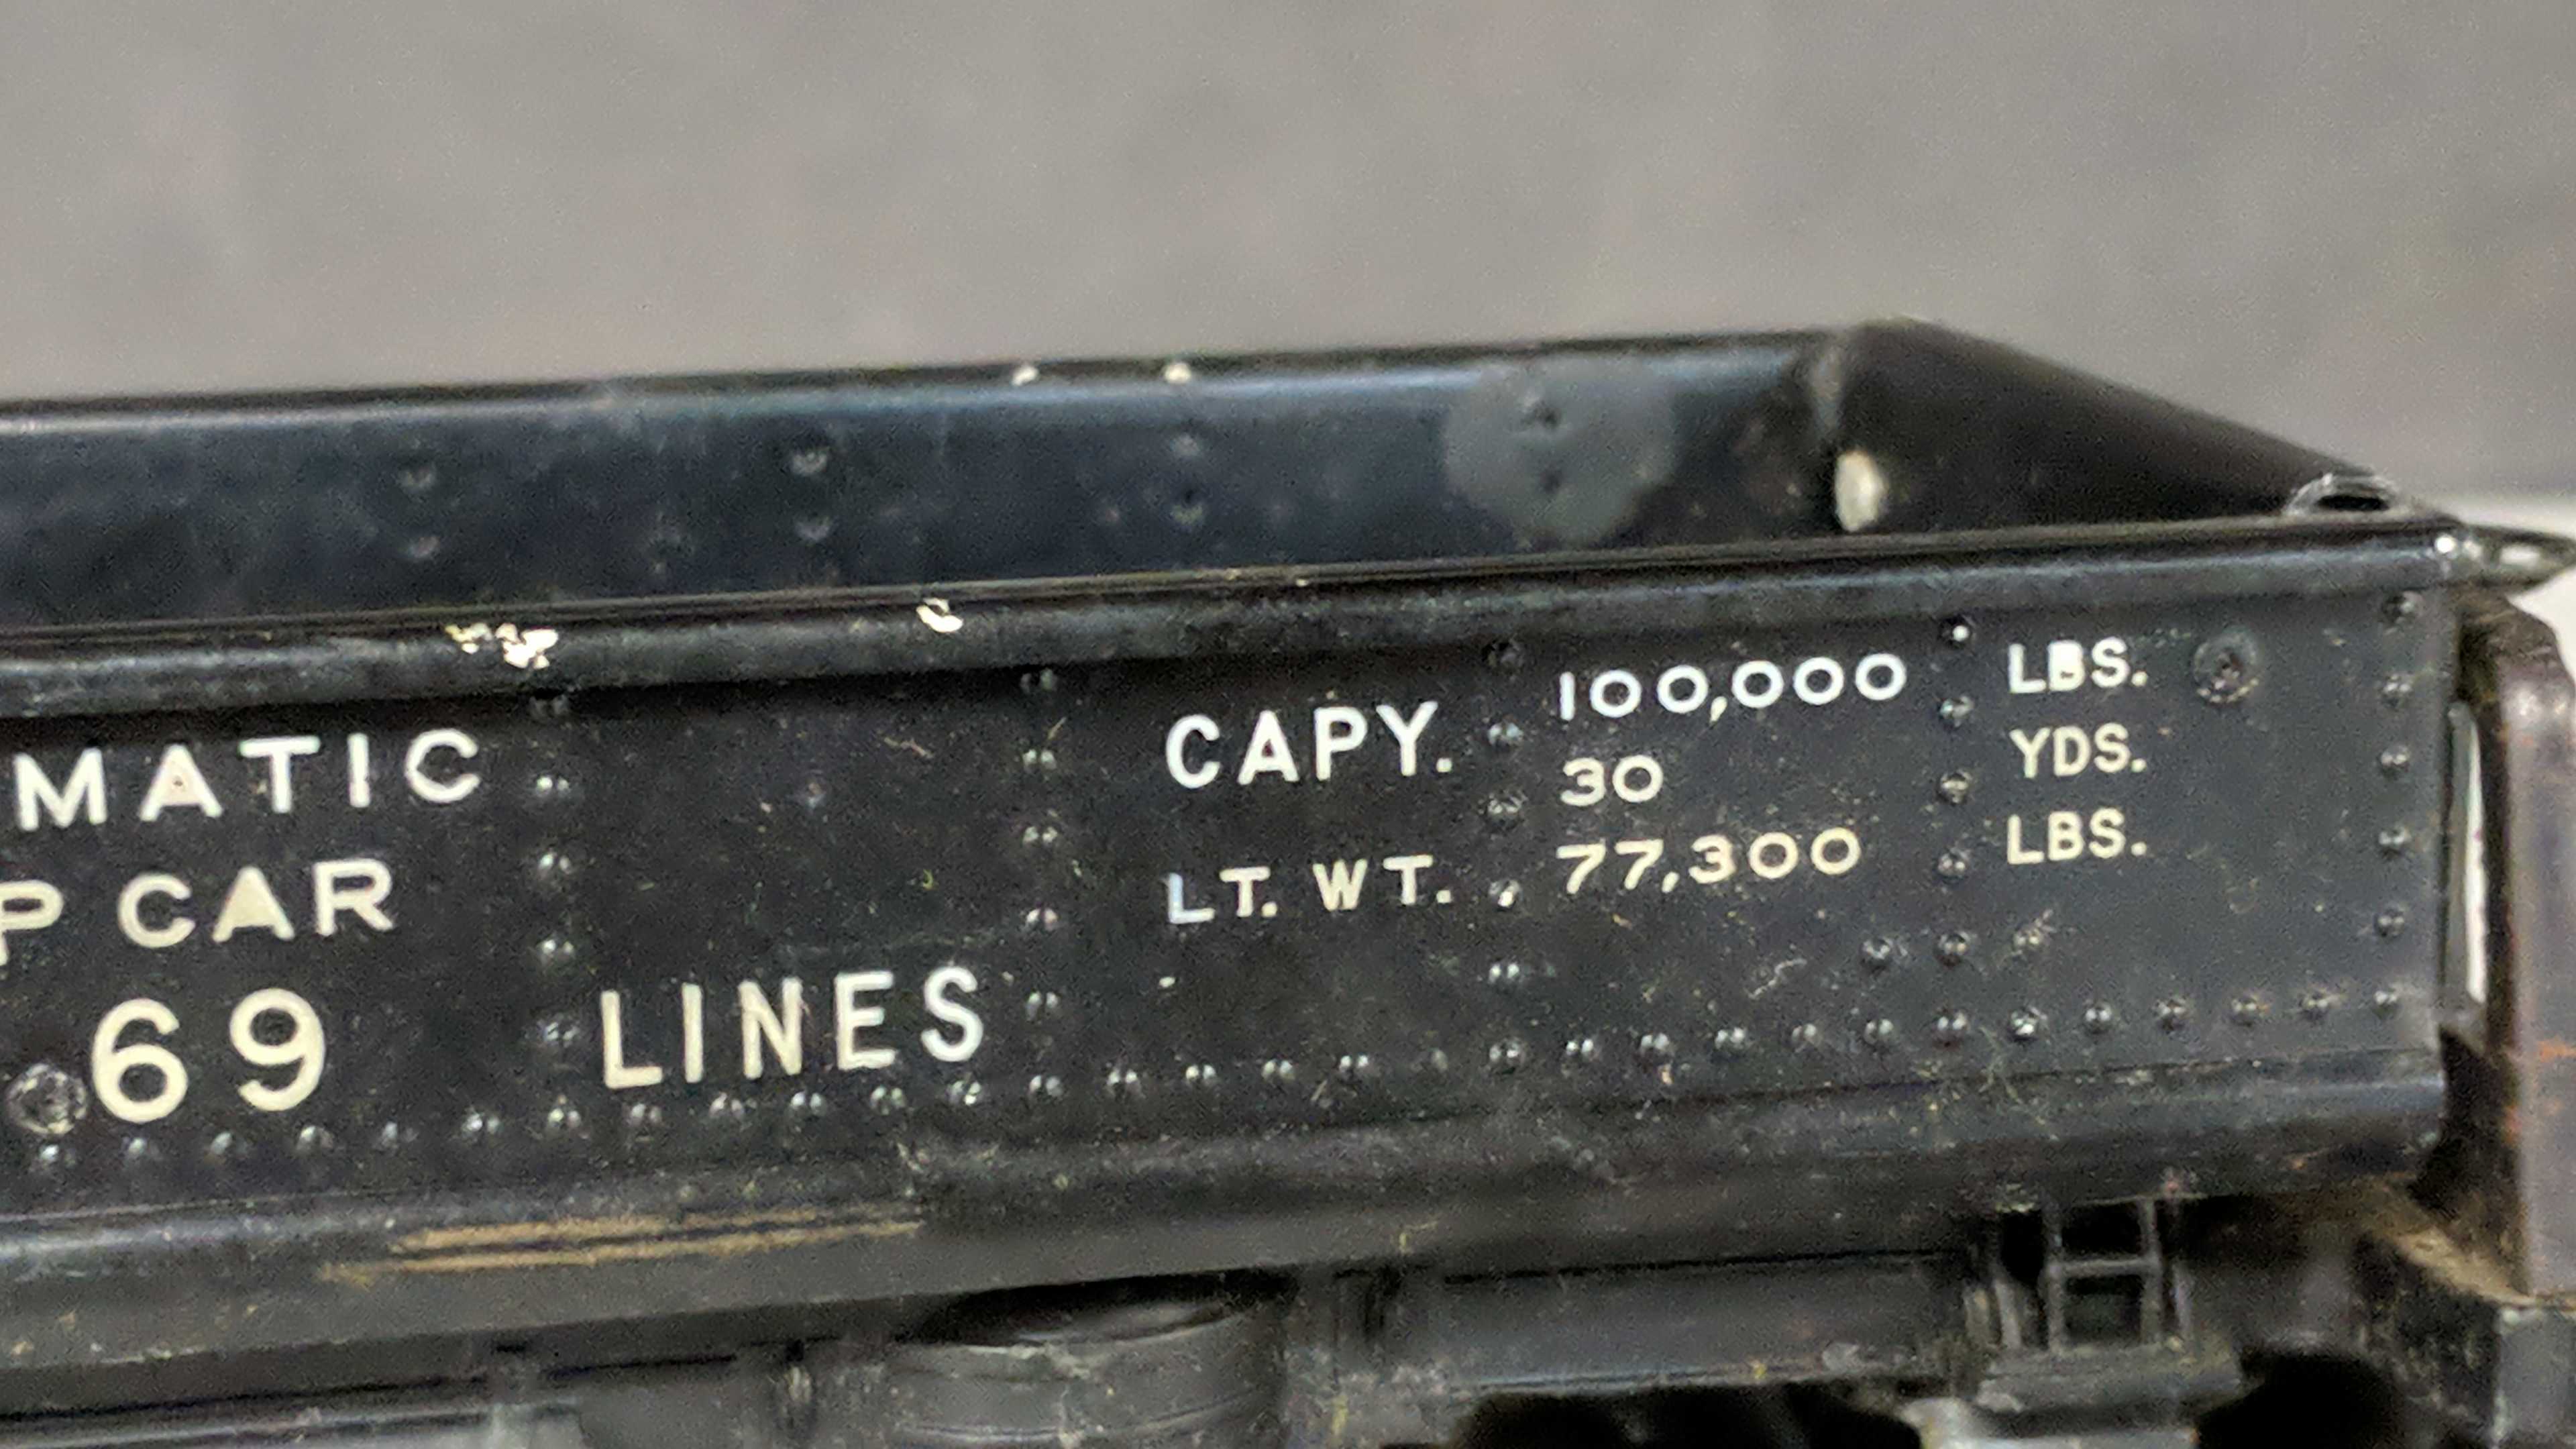 MATIC
P CAR
69 LINES
CAPY. 100,000 LBS.
30 YDS.
LT. WT. 77,300 LBS.